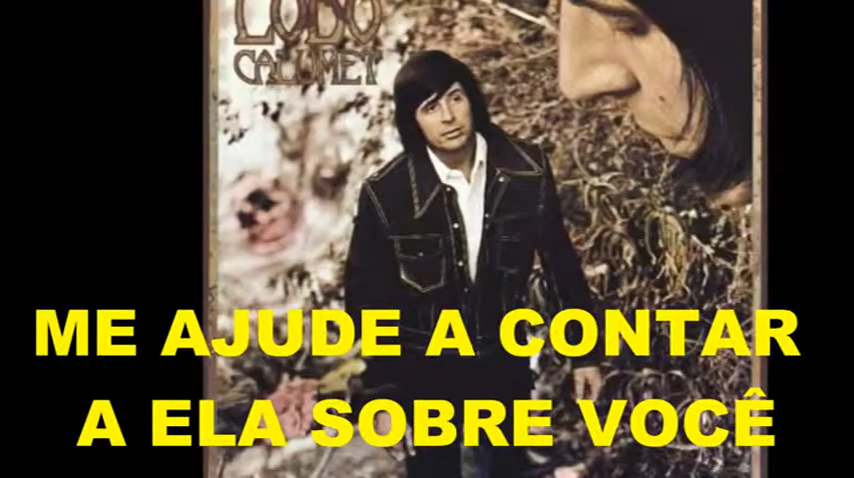 LOBO
CALUMET
ME AJUDE A CONTAR
A ELA SOBRE VOCÊ